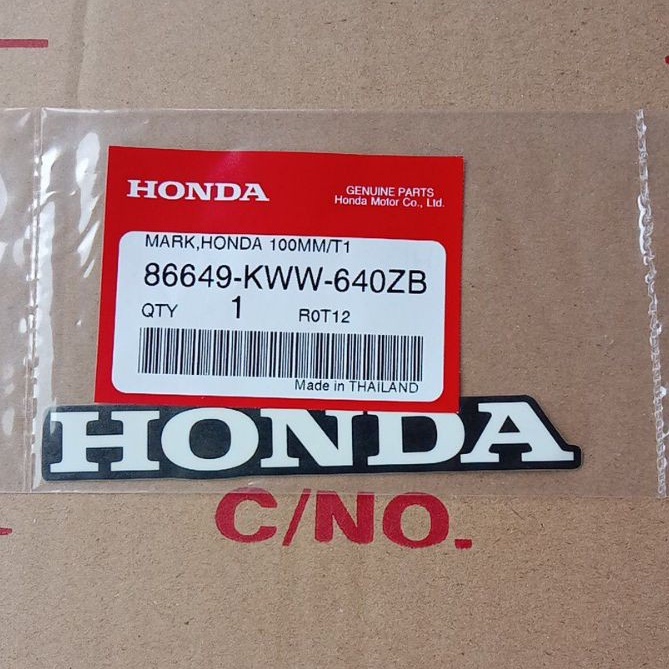 HONDA
GENUINE PARTS
Honda Motor Co., Ltd.
MARK,HONDA 100MM/T1
86649-KWW-640ZB
QTY 1 R0T12
Made in THAILAND
HONDA
C/NO.